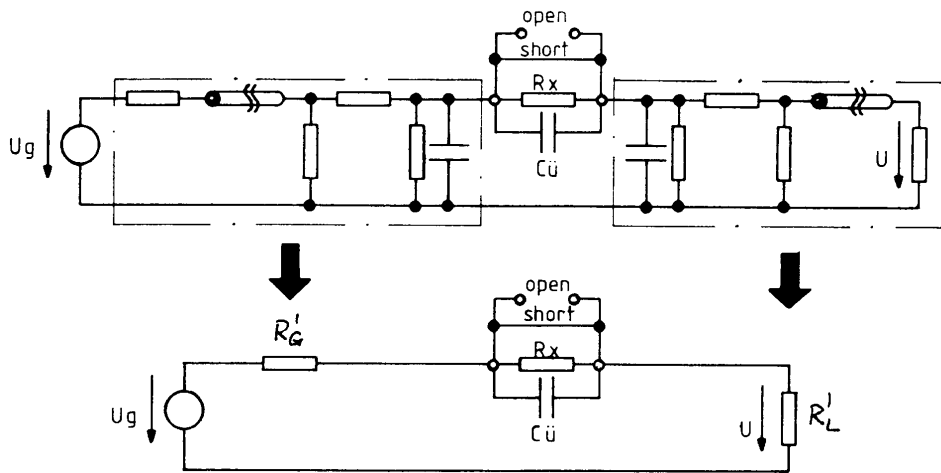 open
short
Rx
Cü
Ug
U
open
short
R'G
Rx
Cü
Ug
U
R'L